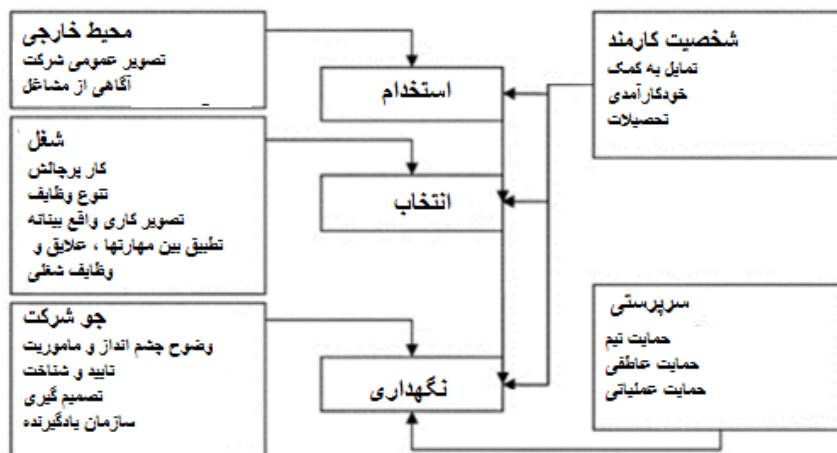 محیط خارجی
تصویر عمومی شرکت
آگاهی از مشاغل
شغل
کار پرچالش
تنوع وظایف
تصویر کاری واقع بینانه
تطبیق بین مهارتها ، علایق و
وظایف شغلی
جو شرکت
وضوح چشم انداز و ماموریت
تایید و شناخت
تصمیم گیری
سازمان یادگیرنده
استخدام
انتخاب
نگهداری
شخصیت کارمند
تمایل به کمک
خودکارآمدی
تحصیلات
سرپرستی
حمایت تیم
حمایت عاطفی
حمایت عملیاتی